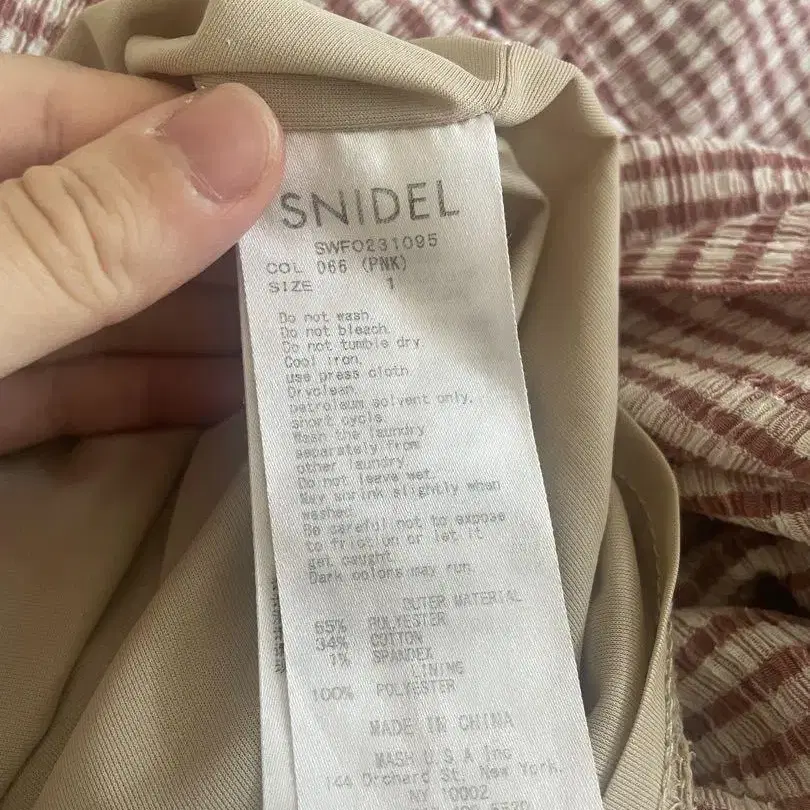 SNIDEL
SWFO231095
COL 066 (PNK)
SIZE 1
Do not wash.
Do not bleach.
Do not tumble dry.
Cool iron.
use press cloth.
Dryclean
petroleum solvent only,
short cycle.
Wash the laundry
separately from
other laundry.
Do not leave wet.
May shrink slightly when
washed.
Be careful not to expose
to friction or let it
get caught.
Dark colors may run.
OUTER MATERIAL
65% POLYESTER
34% COTTON
1% SPANDEX
LINING
100% POLYESTER
MADE IN CHINA
MASH U.S.A Inc
144 Orchard St. New York.
NY 10002